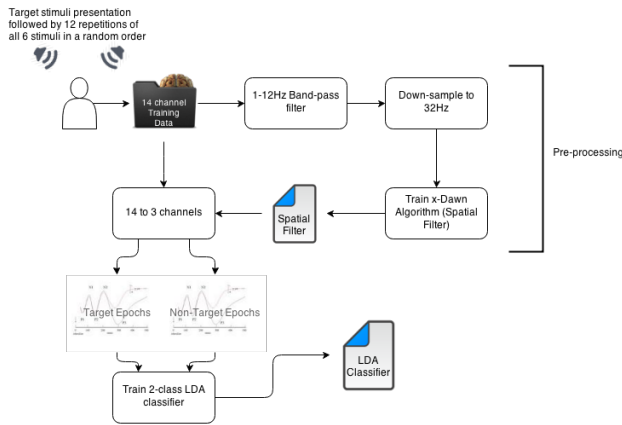 Target stimuli presentation
followed by 12 repetitions of
all 6 stimuli in a random order
14 channel
Training
Data
1-12Hz Band-pass
filter
Down-sample to
32Hz
Pre-processing
14 to 3 channels
Spatial
Filter
Train x-Dawn
Algorithm (Spatial
Filter)
Target Epochs
Non-Target Epochs
LDA
Classifier
Train 2-class LDA
classifier